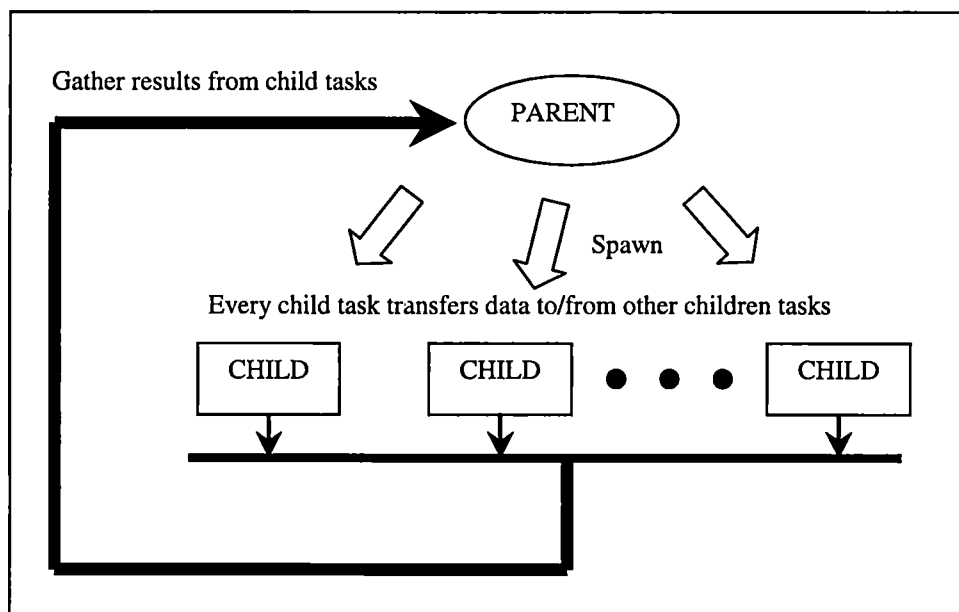 Gather results from child tasks
PARENT
Spawn
Every child task transfers data to/from other children tasks
CHILD
CHILD
CHILD